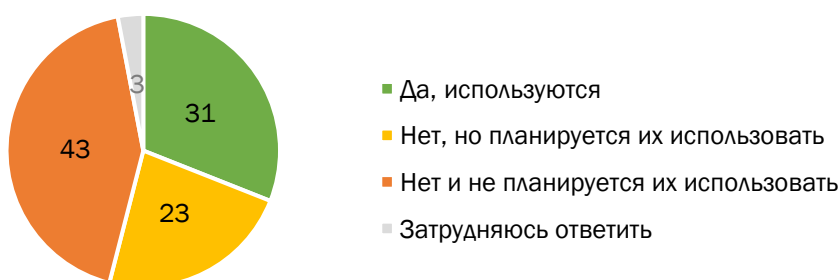 3
31
43
23
Да, используются
Нет, но планируется их использовать
Нет и не планируется их использовать
Затрудняюсь ответить